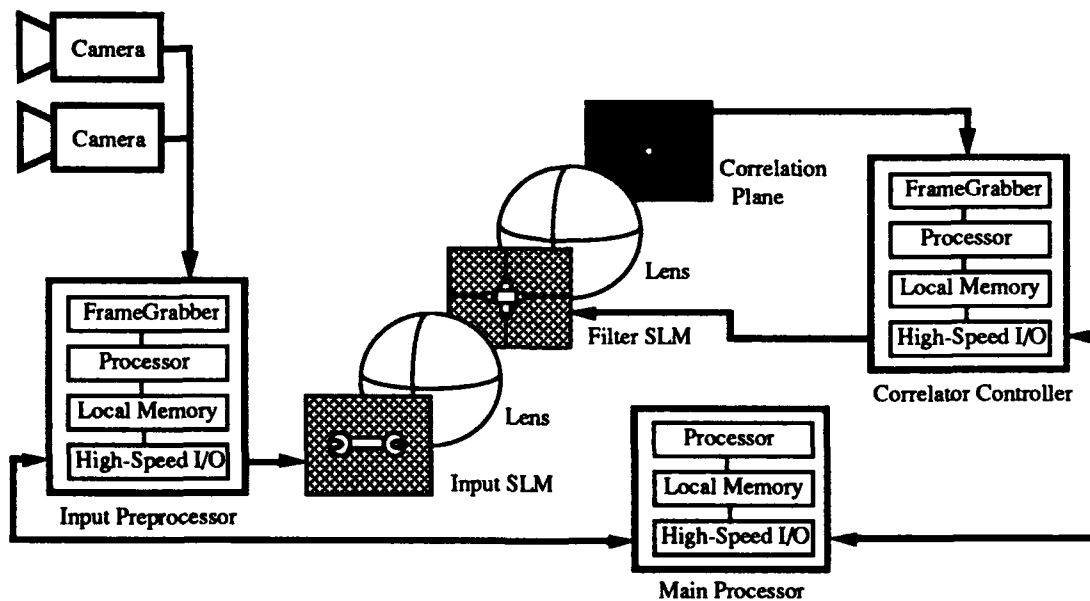 Camera
Camera
FrameGrabber
Processor
Local Memory
High-Speed I/O
Input Preprocessor
Input SLM
Lens
Filter SLM
Lens
Correlation
Plane
FrameGrabber
Processor
Local Memory
High-Speed I/O
Correlator Controller
Processor
Local Memory
High-Speed I/O
Main Processor